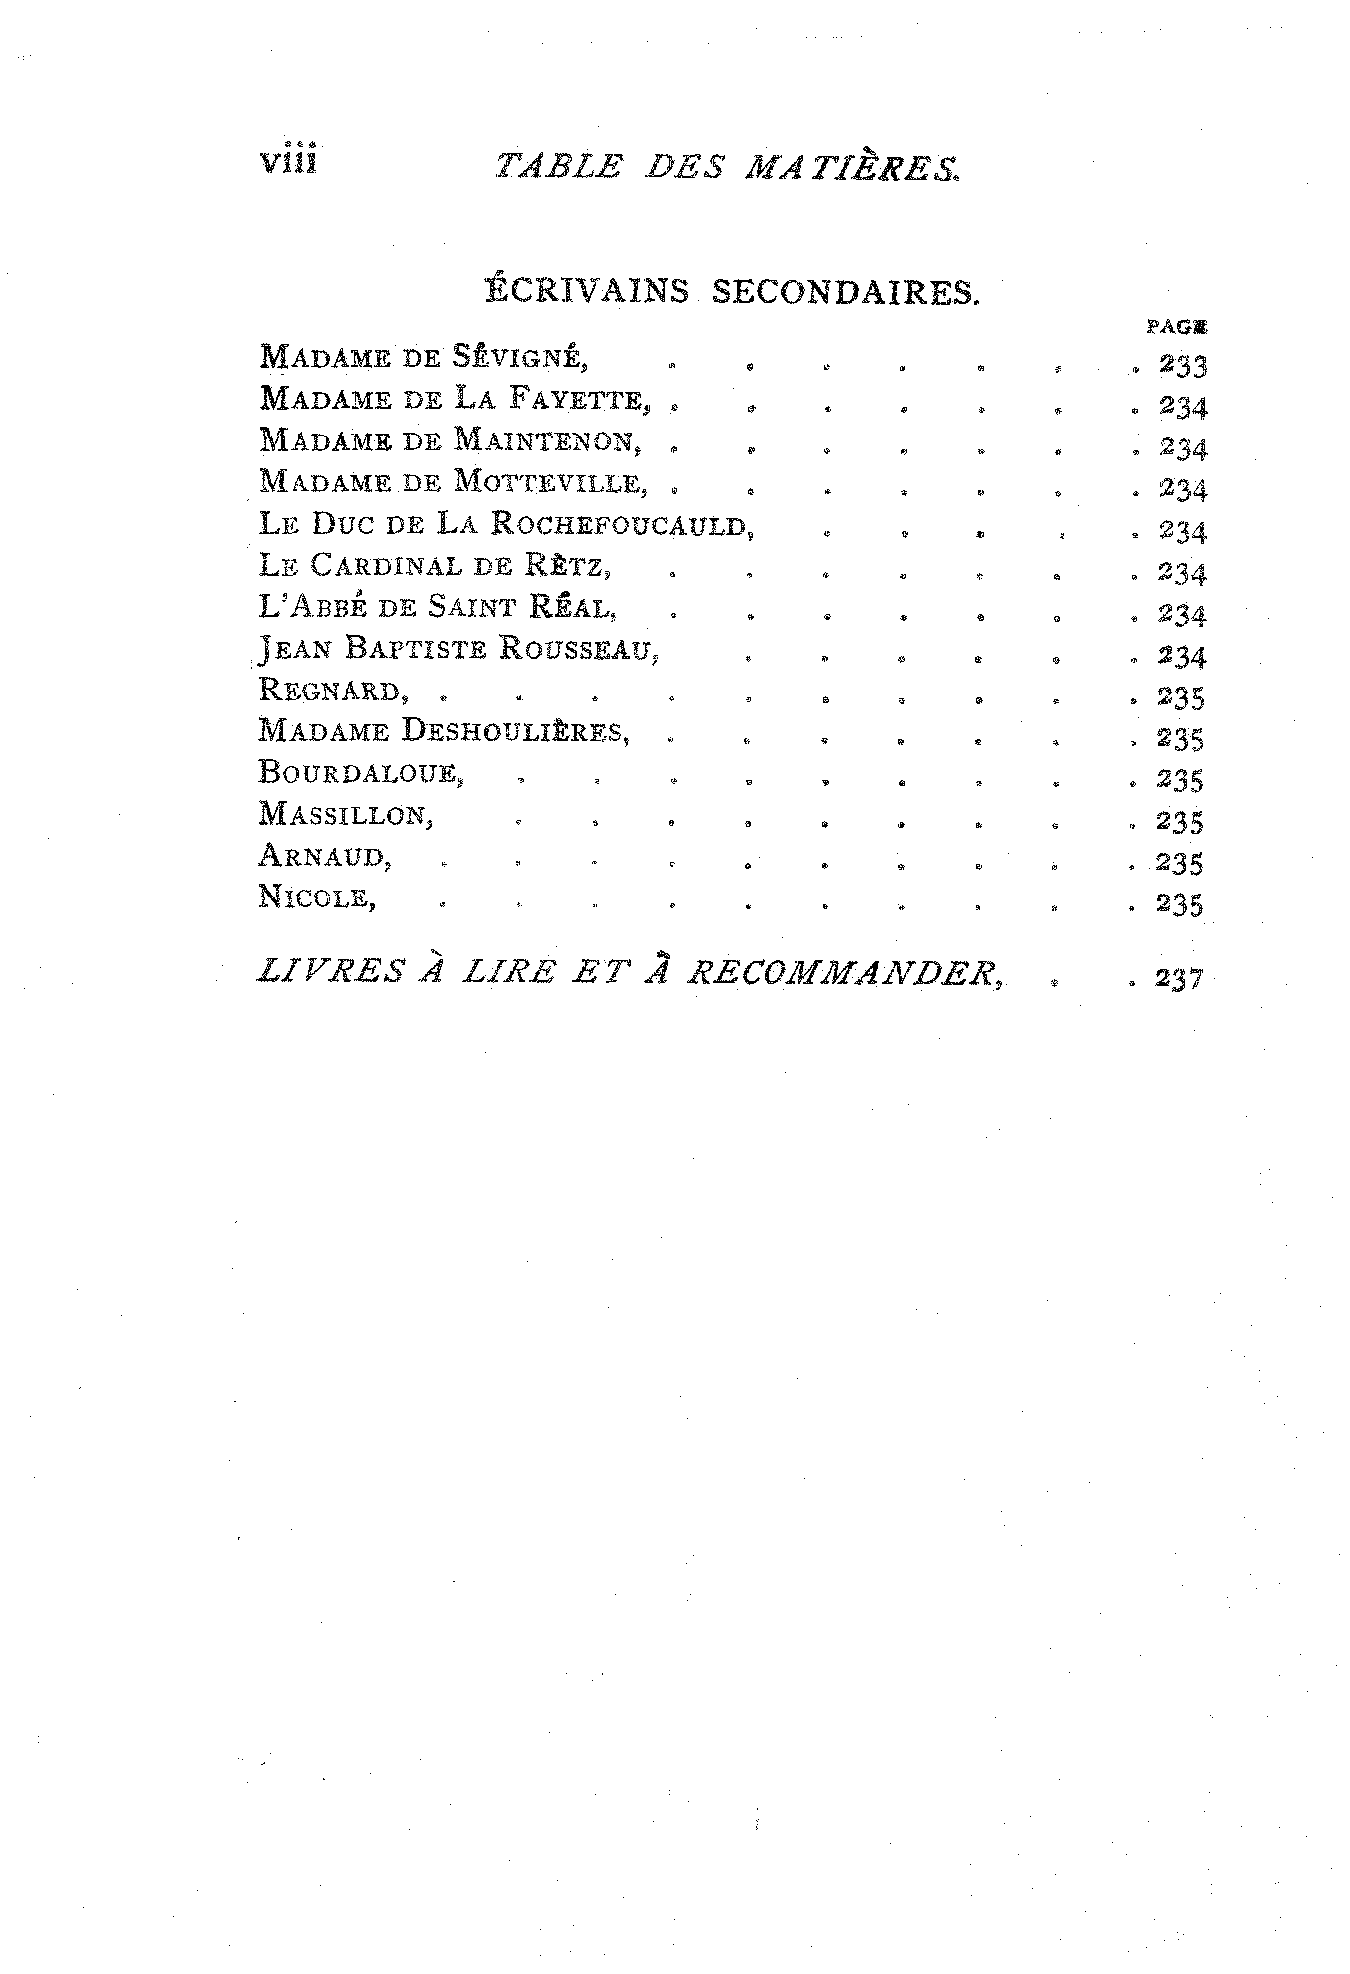 viii TABLE DES MATIÈRES.
ÉCRIVAINS SECONDAIRES.
PAGE
MADAME DE SÉVIGNÉ, . . . . . . . 233
MADAME DE LA FAYETTE, . . . . . . . 234
MADAME DE MAINTENON, . . . . . . . 234
MADAME DE MOTTEVILLE, . . . . . . . 234
LE DUC DE LA ROCHEFOUCAULD, . . . . . 234
LE CARDINAL DE RÈTZ, . . . . . . . 234
L'ABBÉ DE SAINT RÉAL, . . . . . . . 234
JEAN BAPTISTE ROUSSEAU, . . . . . . 234
REGNARD, . . . . . . . . . . 235
MADAME DESHOULIÈRES, . . . . . . . 235
BOURDALOUE, . . . . . . . . . 235
MASSILLON, . . . . . . . . . 235
ARNAUD, . . . . . . . . . . 235
NICOLE, . . . . . . . . . . 235
LIVRES À LIRE ET À RECOMMANDER, . . 237